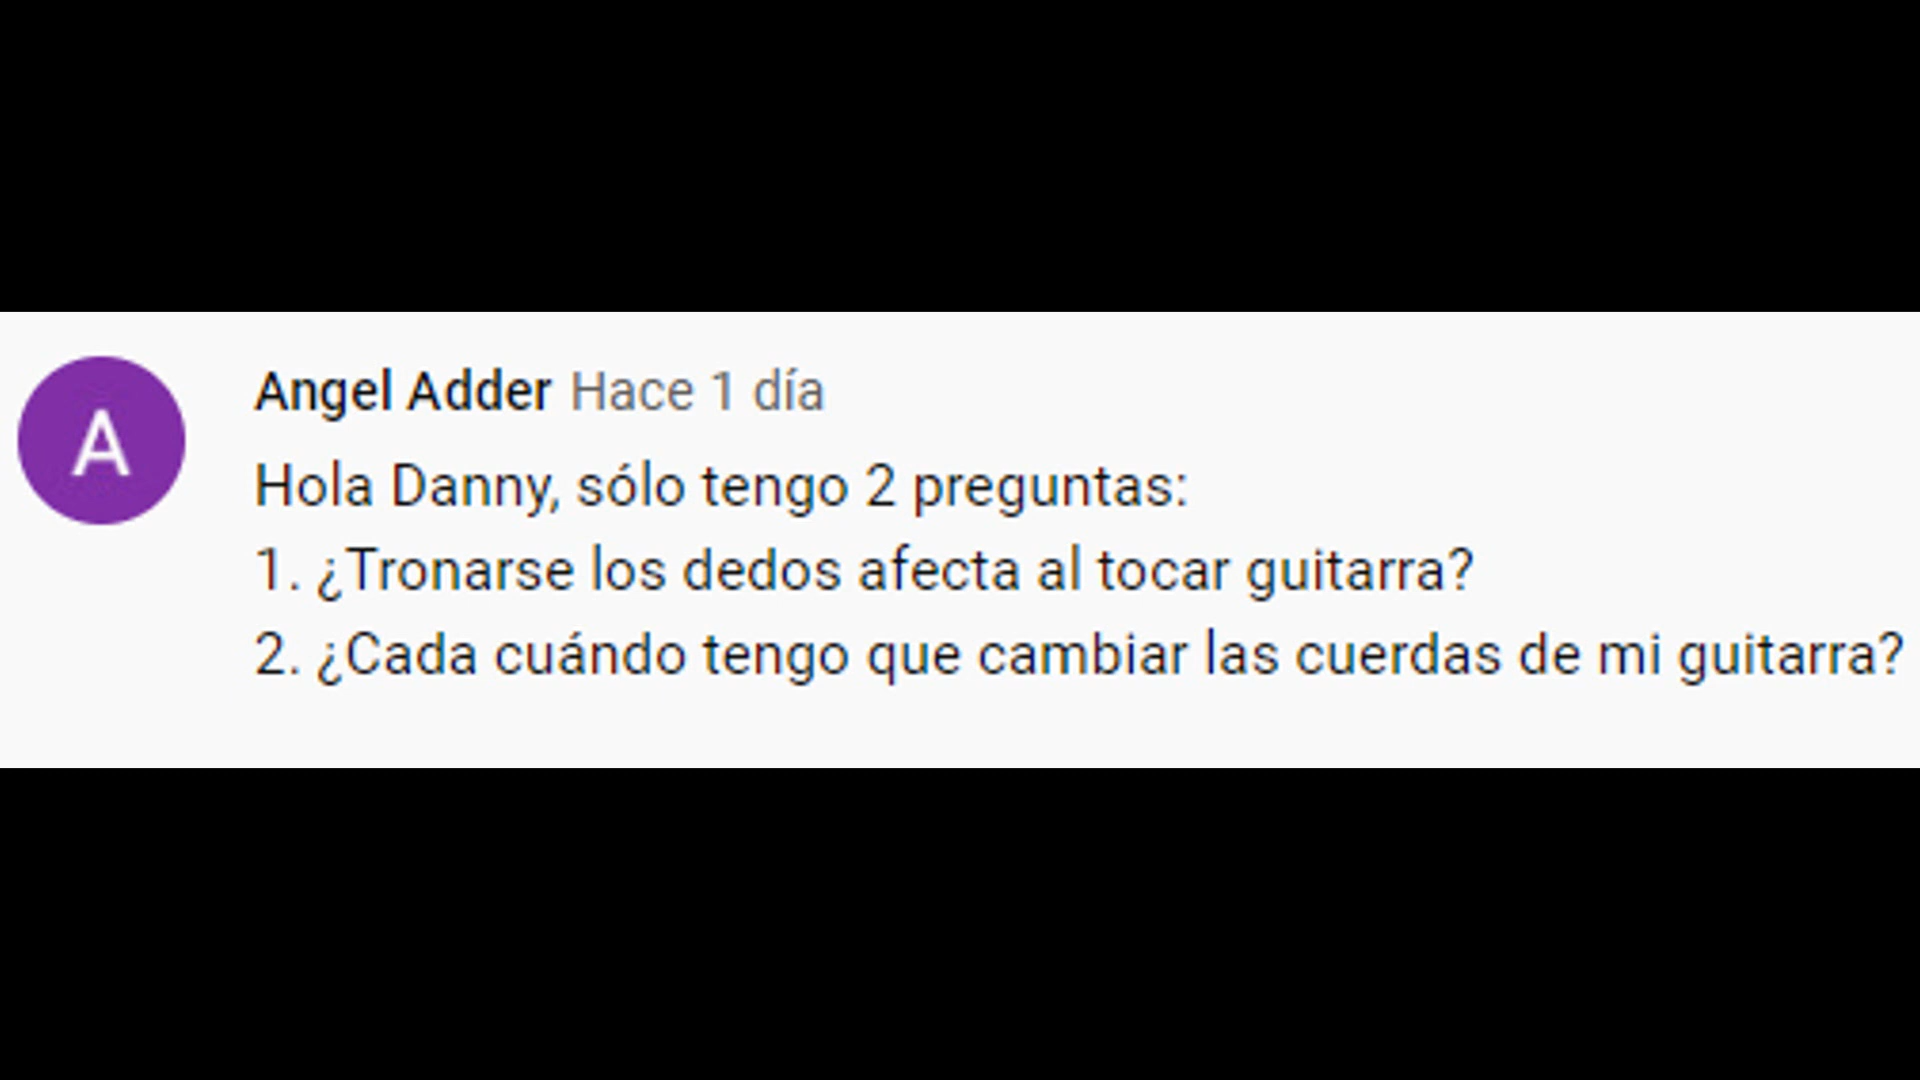 A
Angel Adder Hace 1 día
Hola Danny, sólo tengo 2 preguntas:
1. ¿Tronarse los dedos afecta al tocar guitarra?
2. ¿Cada cuándo tengo que cambiar las cuerdas de mi guitarra?